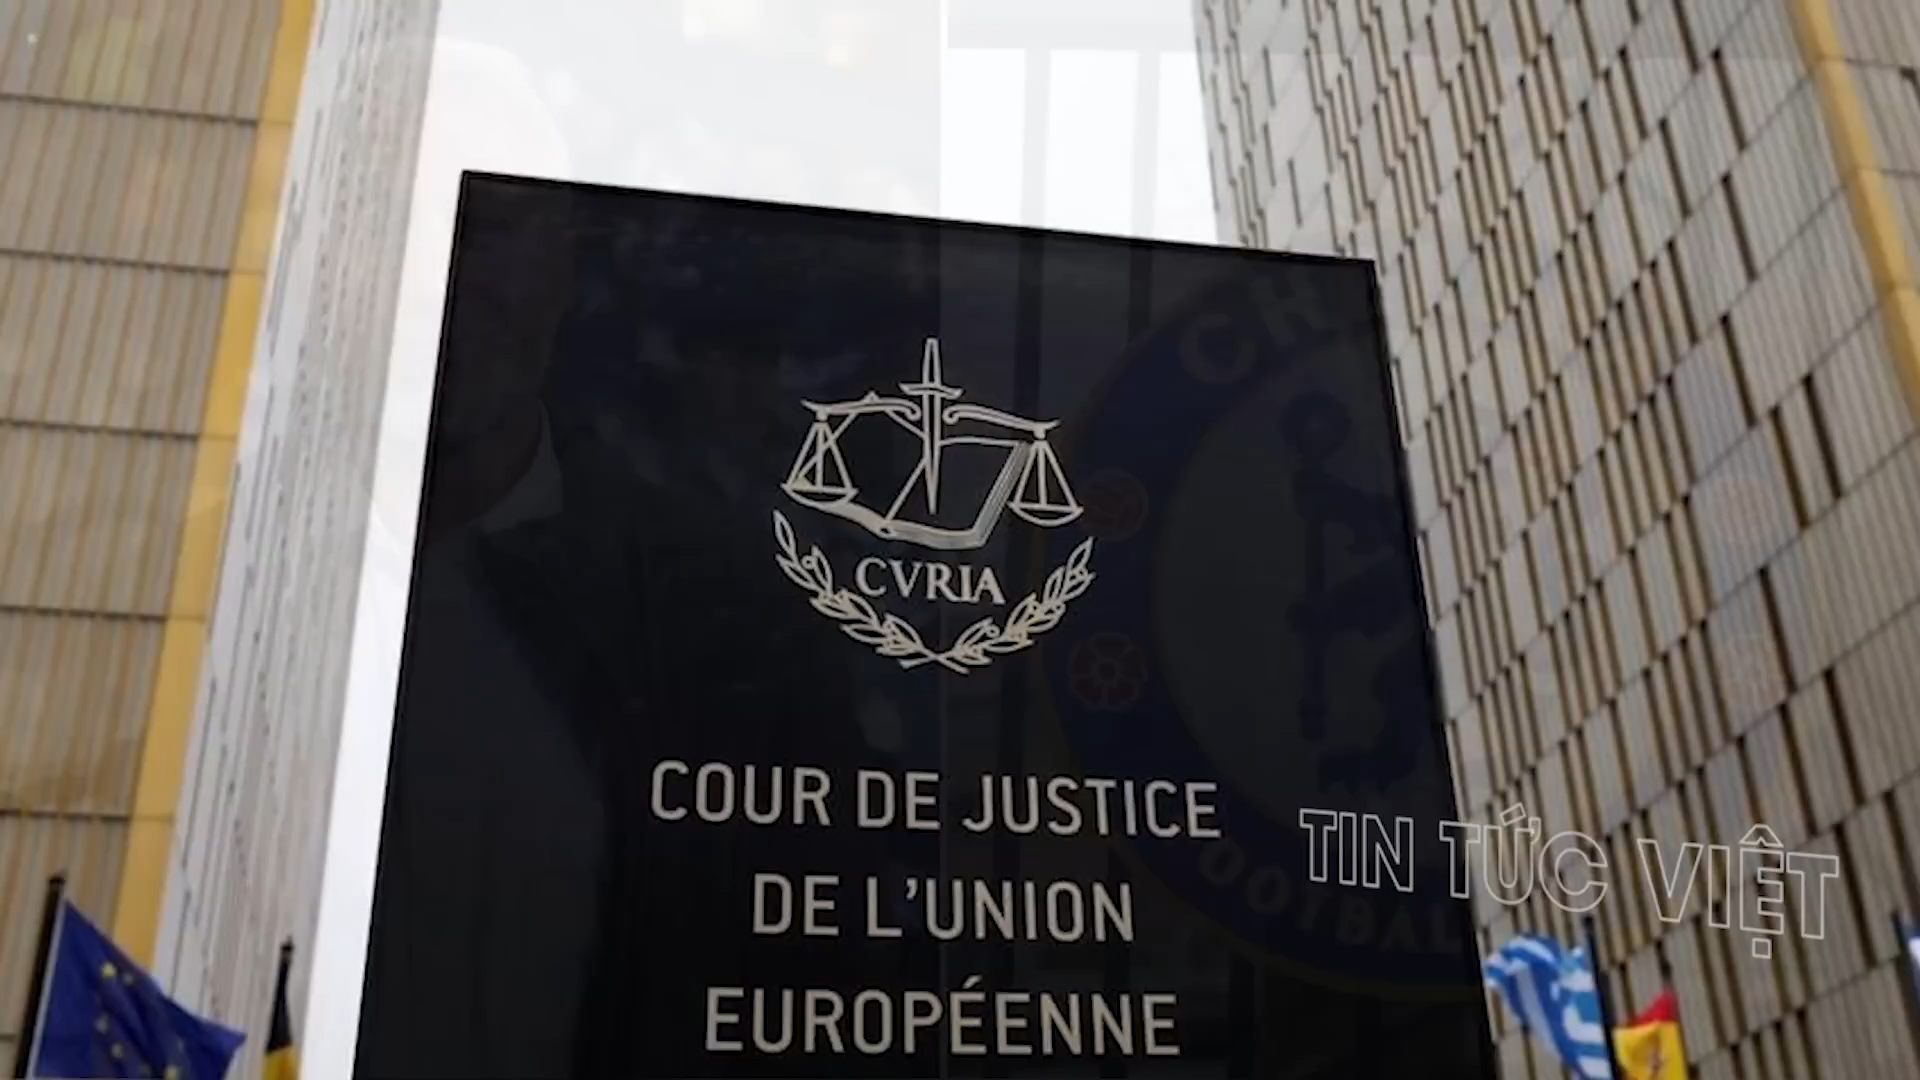 CVRIA
COUR DE JUSTICE
DE L'UNION
EUROPÉENNE
TIN TỨC VIỆT